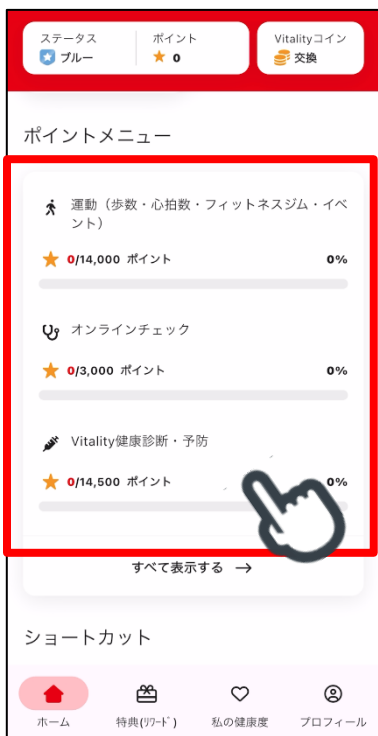 ステータス
ブルー
ポイント
0
Vitalityコイン
交換
ポイントメニュー
運動（歩数・心拍数・フィットネスジム・イベ
ント）
0/14,000 ポイント 0%
オンラインチェック
0/3,000 ポイント 0%
Vitality健康診断・予防
0/14,500 ポイント 0%
すべて表示する →
ショートカット
ホーム 特典(ﾘﾜｰﾄﾞ) 私の健康度 プロフィール